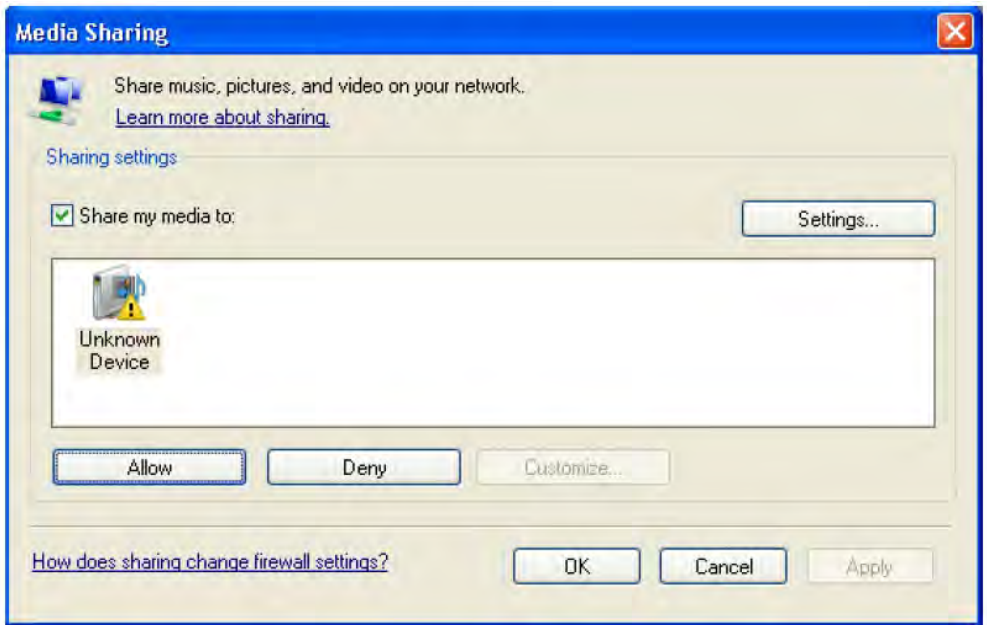 Media Sharing
Share music, pictures, and video on your network.
Learn more about sharing.
Sharing settings
Share my media to:
Settings...
Unknown
Device
Allow
Deny
Customize...
How does sharing change firewall settings?
OK
Cancel
Apply